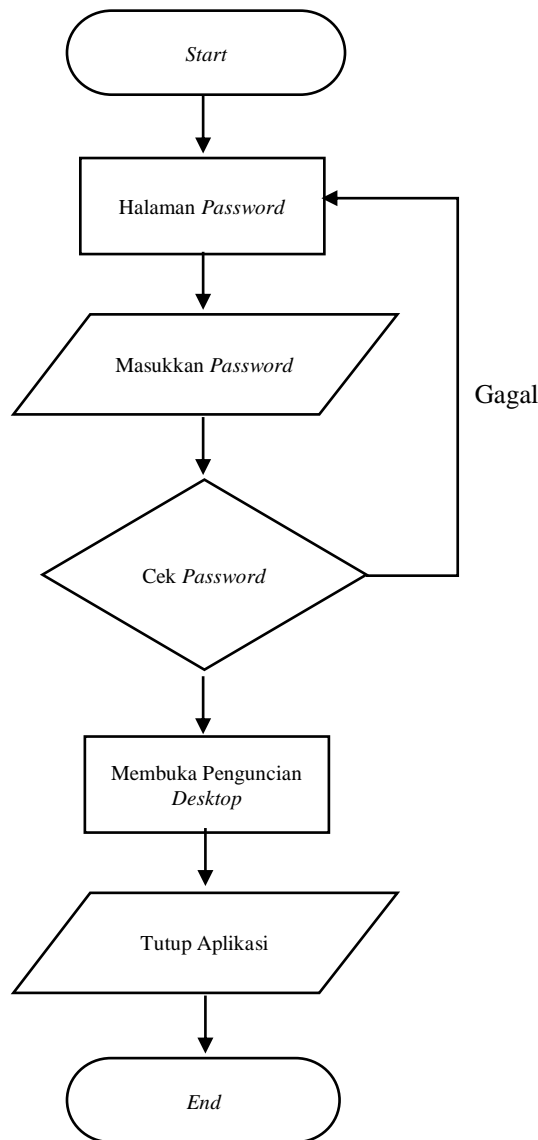 Start
Halaman Password
Masukkan Password
Gagal
Cek Password
Membuka Penguncian
Desktop
Tutup Aplikasi
End